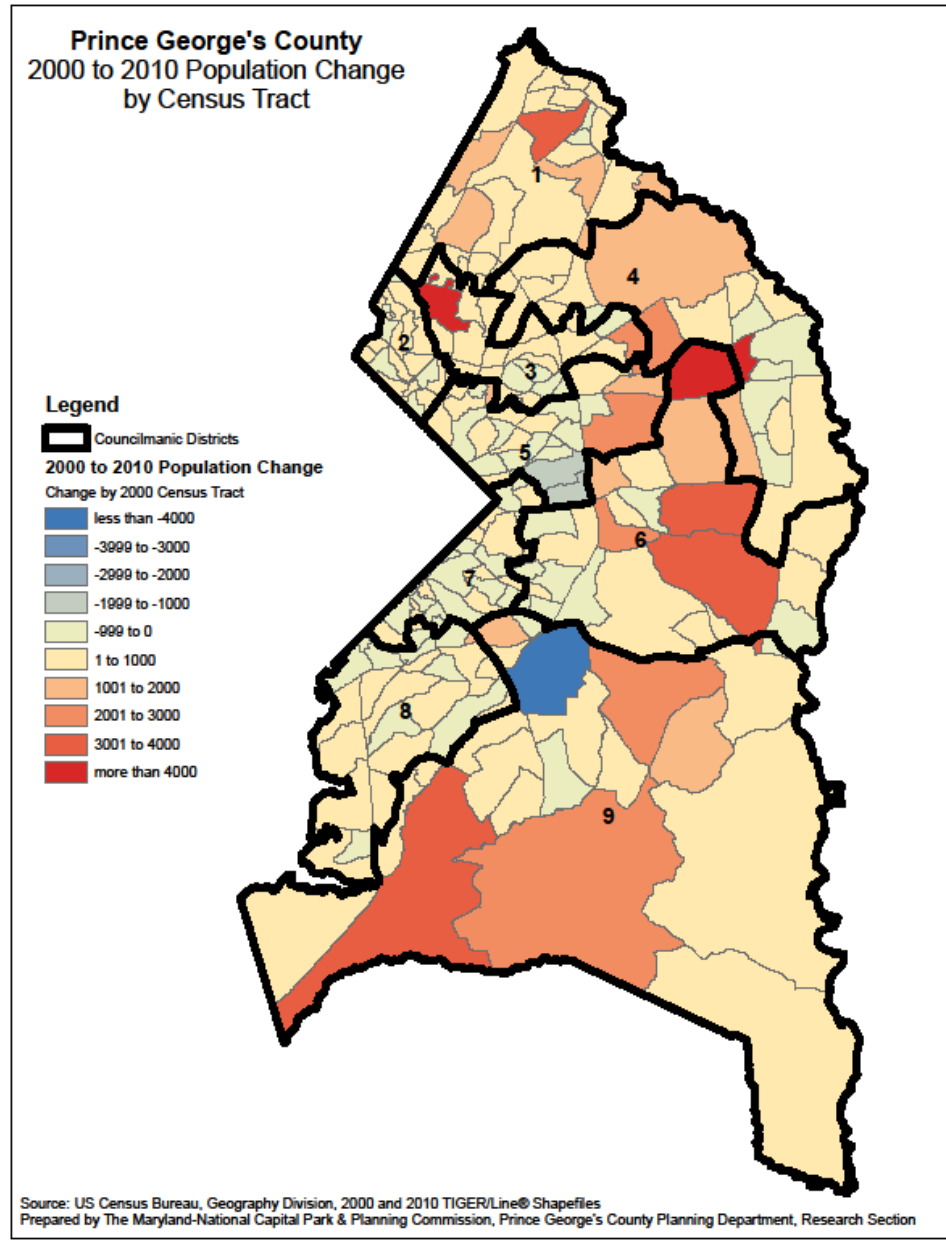 Prince George's County
2000 to 2010 Population Change
by Census Tract
1
4
2
3
5
6
7
8
9
Legend
Councilmanic Districts
2000 to 2010 Population Change
Change by 2000 Census Tract
less than -4000
-3999 to -3000
-2999 to -2000
-1999 to -1000
-999 to 0
1 to 1000
1001 to 2000
2001 to 3000
3001 to 4000
more than 4000
Source: US Census Bureau, Geography Division, 2000 and 2010 TIGER/Line® Shapefiles
Prepared by The Maryland-National Capital Park & Planning Commission, Prince George's County Planning Department, Research Section